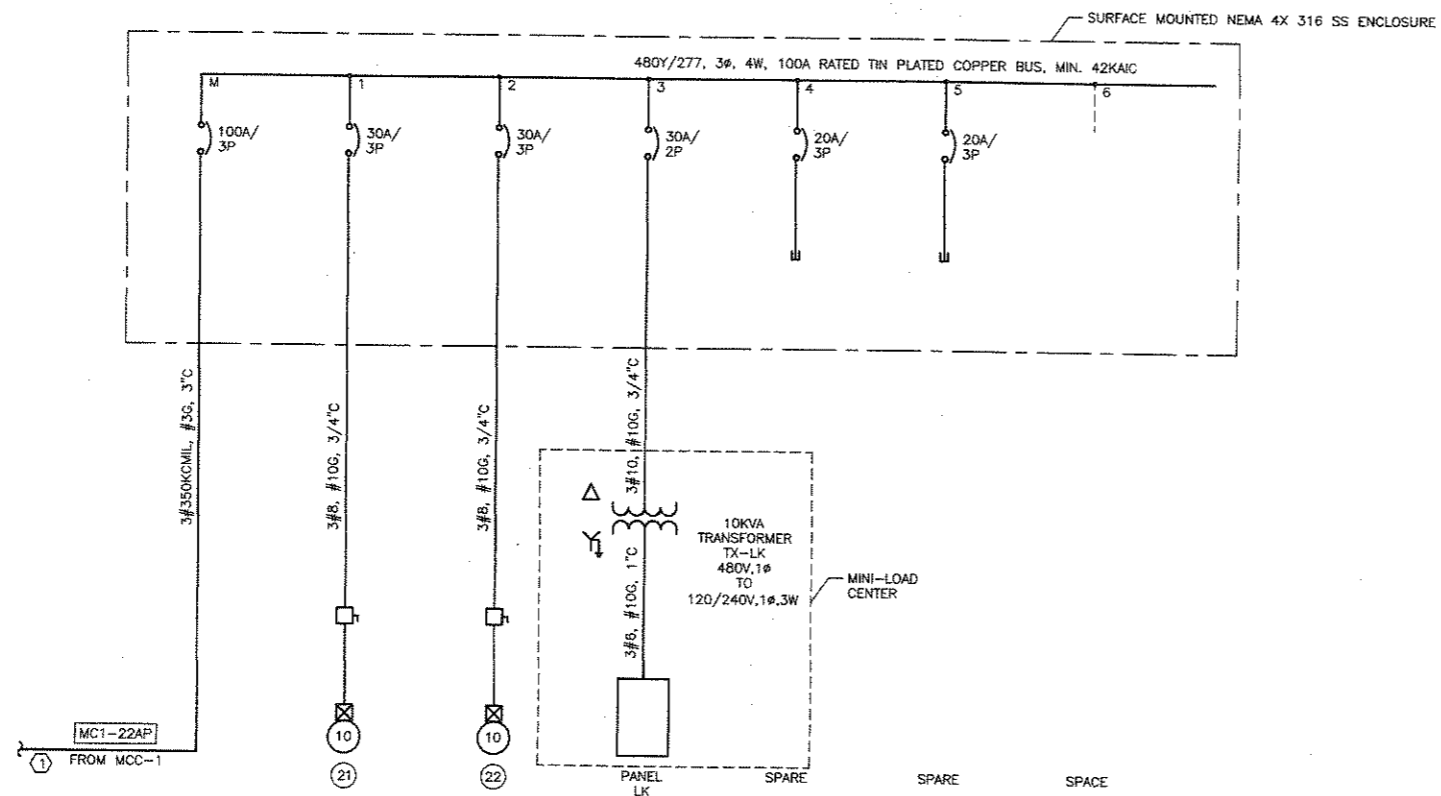 SURFACE MOUNTED NEMA 4X 316 SS ENCLOSURE
480Y/277, 3ø, 4W, 100A RATED TIN PLATED COPPER BUS, MIN. 42KAIC
M
1
2
3
4
5
6
100A/
3P
30A/
3P
30A/
3P
30A/
2P
20A/
3P
20A/
3P
3#350KCMIL, #3G, 3"C
3#8, #10G, 3/4"C
3#8, #10G, 3/4"C
3#10, #10G, 3/4"C
10KVA
TRANSFORMER
TX-LK
480V,1ø
TO
120/240V,1ø,3W
MINI-LOAD
CENTER
3#8, #10G, 1"C
MC1-22AP
1
FROM MCC-1
10
21
10
22
PANEL
LK
SPARE
SPARE
SPACE